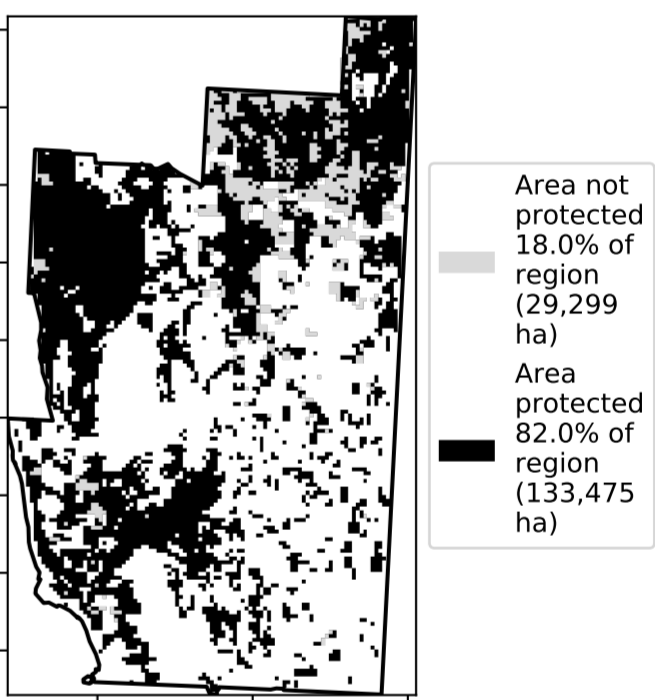 Area not
protected
18.0% of
region
(29,299
ha)
Area
protected
82.0% of
region
(133,475
ha)